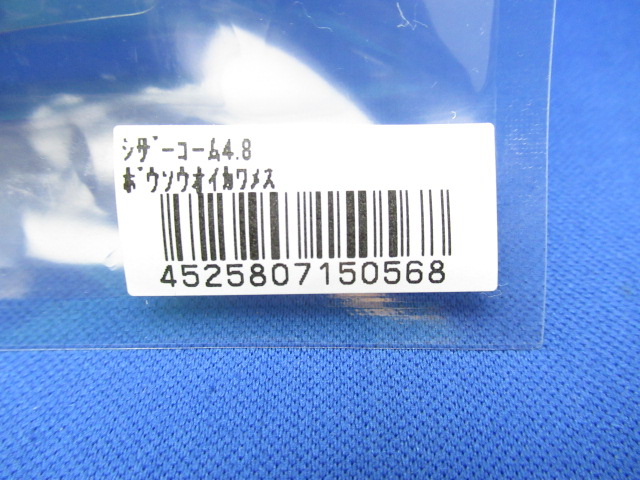 ｼｻﾞｰｺｰﾑ4.8
ﾎﾞｳｿｳｵｲｶﾜﾒｽ
4525807150568